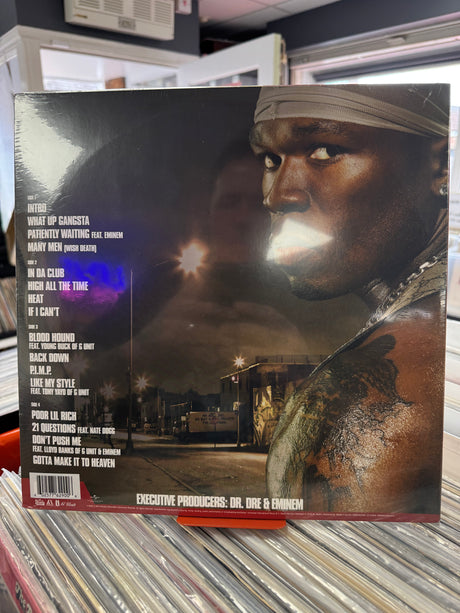 SIDE 1
INTRO
WHAT UP GANGSTA
PATIENTLY WAITING FEAT. EMINEM
MANY MEN (WISH DEATH)
SIDE 2
IN DA CLUB
HIGH ALL THE TIME
HEAT
IF I CAN'T
SIDE 3
BLOOD HOUND
FEAT. YOUNG BUCK OF G UNIT
BACK DOWN
P.I.M.P.
LIKE MY STYLE
FEAT. TONY YAYO OF G UNIT
SIDE 4
POOR LIL RICH
21 QUESTIONS FEAT. NATE DOGG
DON'T PUSH ME
FEAT. LLOYD BANKS OF G UNIT & EMINEM
GOTTA MAKE IT TO HEAVEN
EXECUTIVE PRODUCERS: DR. DRE & EMINEM